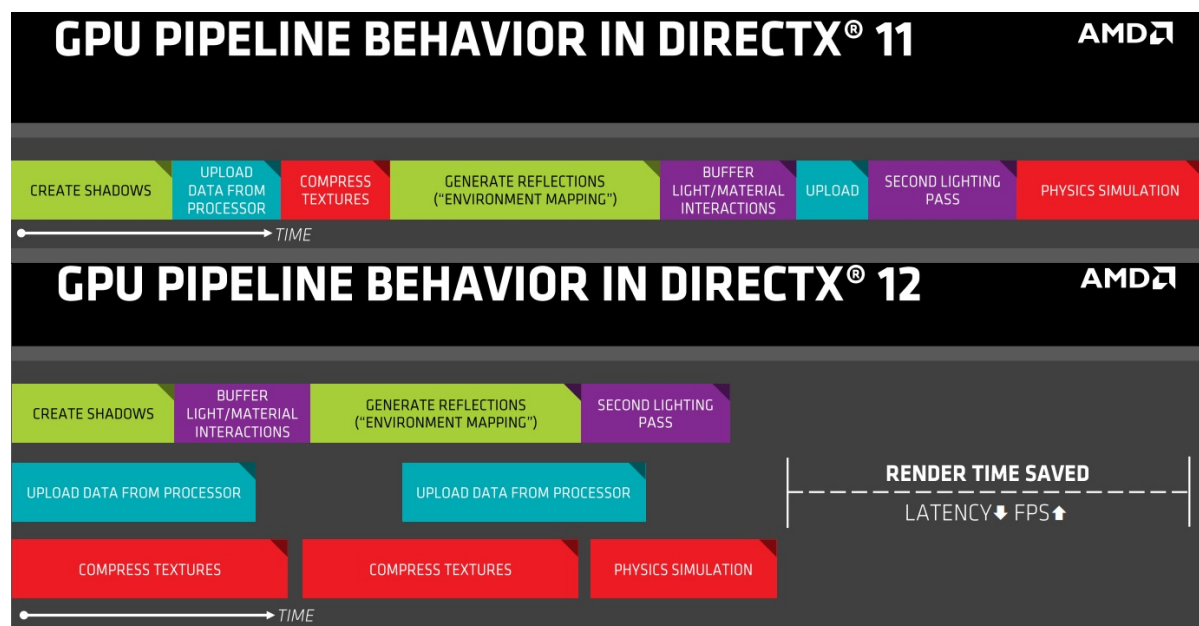 GPU PIPELINE BEHAVIOR IN DIRECTX® 11
AMD
CREATE SHADOWS
UPLOAD
DATA FROM
PROCESSOR
COMPRESS
TEXTURES
GENERATE REFLECTIONS
("ENVIRONMENT MAPPING")
BUFFER
LIGHT/MATERIAL
INTERACTIONS
UPLOAD
SECOND LIGHTING
PASS
PHYSICS SIMULATION
TIME
GPU PIPELINE BEHAVIOR IN DIRECTX® 12
AMD
CREATE SHADOWS
BUFFER
LIGHT/MATERIAL
INTERACTIONS
GENERATE REFLECTIONS
("ENVIRONMENT MAPPING")
SECOND LIGHTING
PASS
UPLOAD DATA FROM PROCESSOR
UPLOAD DATA FROM PROCESSOR
RENDER TIME SAVED
LATENCY⬇ FPS⬆
COMPRESS TEXTURES
COMPRESS TEXTURES
PHYSICS SIMULATION
TIME